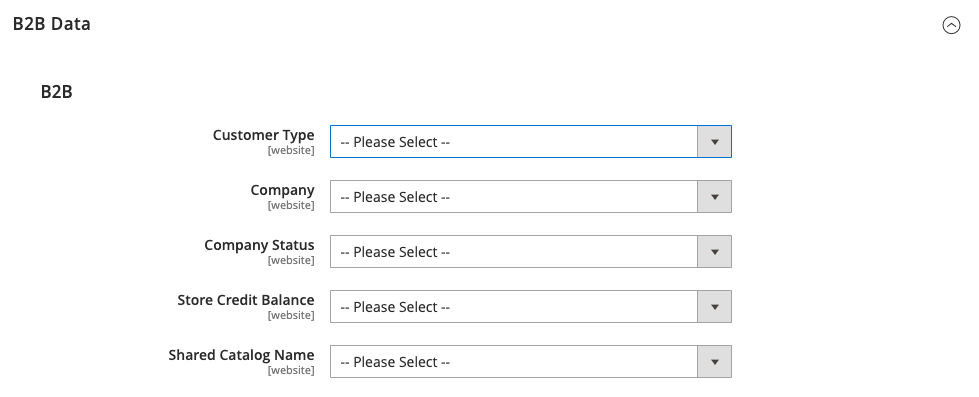 B2B Data
B2B
Customer Type
[website]
-- Please Select --
Company
[website]
-- Please Select --
Company Status
[website]
-- Please Select --
Store Credit Balance
[website]
-- Please Select --
Shared Catalog Name
[website]
-- Please Select --